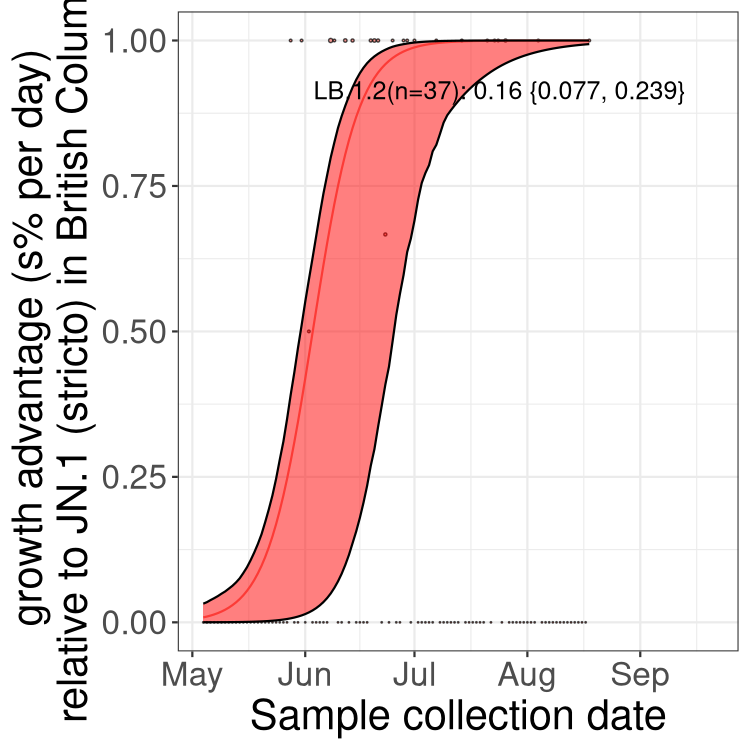 growth advantage (s% per day)
relative to JN.1 (stricto) in British Colum
1.00
0.75
0.50
0.25
0.00
LB.1.2(n=37): 0.16 {0.077, 0.239}
May Jun Jul Aug Sep
Sample collection date